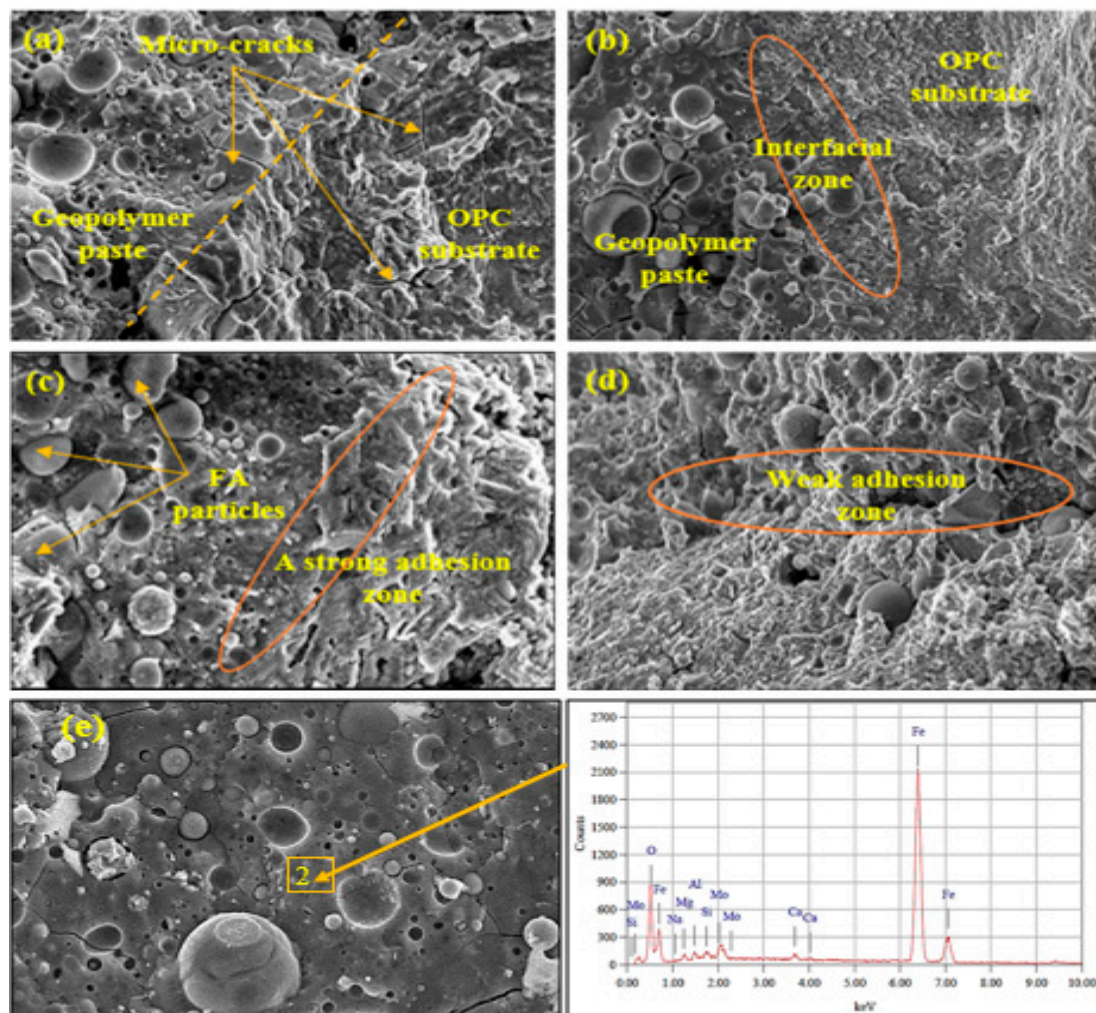 (a)
Micro-cracks
Geopolymer
paste
OPC
substrate
(b)
OPC
substrate
Interfacial
zone
Geopolymer
paste
(c)
FA
particles
A strong adhesion
zone
(d)
Weak adhesion
zone
(e)
2
2700
2400
2100
1800
1500
1200
900
600
300
0
Counts
Fe
O
Mo
Si
Fe
Na
Mg
Al
Si
Mo
Mo
Ca
Ca
Fe
0.00 1.00 2.00 3.00 4.00 5.00 6.00 7.00 8.00 9.00 10.00
keV